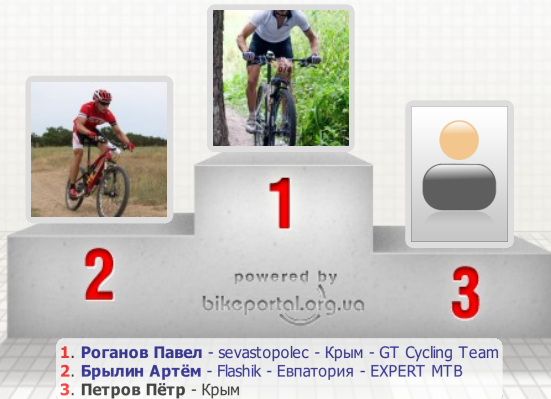 1
2
3
powered by
bikeportal.org.ua
1. Роганов Павел - sevastopolec - Крым - GT Cycling Team
2. Брылин Артём - Flashik - Евпатория - EXPERT MTB
3. Петров Пётр - Крым